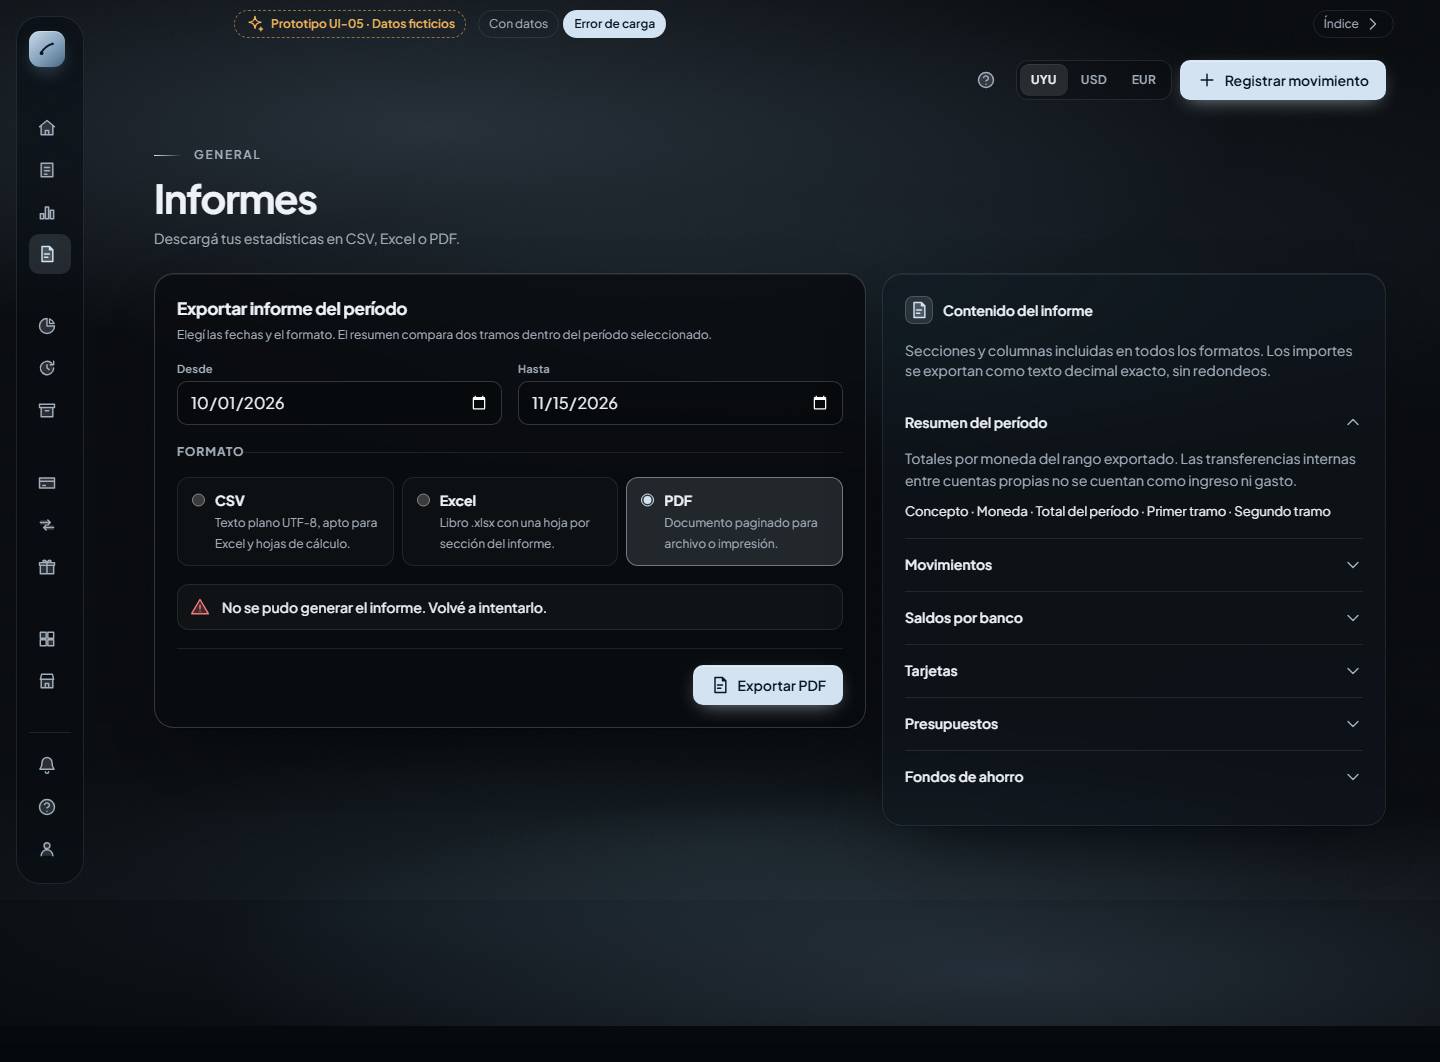 Prototipo UI-05 · Datos ficticios
Con datos
Error de carga
Índice
UYU
USD
EUR
Registrar movimiento
GENERAL
Informes
Descargá tus estadísticas en CSV, Excel o PDF.
Exportar informe del período
Elegí las fechas y el formato. El resumen compara dos tramos dentro del período seleccionado.
Desde
Hasta
10/01/2026
11/15/2026
FORMATO
CSV
Texto plano UTF-8, apto para
Excel y hojas de cálculo.
Excel
Libro .xlsx con una hoja por
sección del informe.
PDF
Documento paginado para
archivo o impresión.
No se pudo generar el informe. Volvé a intentarlo.
Exportar PDF
Contenido del informe
Secciones y columnas incluidas en todos los formatos. Los importes
se exportan como texto decimal exacto, sin redondeos.
Resumen del período
Totales por moneda del rango exportado. Las transferencias internas
entre cuentas propias no se cuentan como ingreso ni gasto.
Concepto · Moneda · Total del período · Primer tramo · Segundo tramo
Movimientos
Saldos por banco
Tarjetas
Presupuestos
Fondos de ahorro